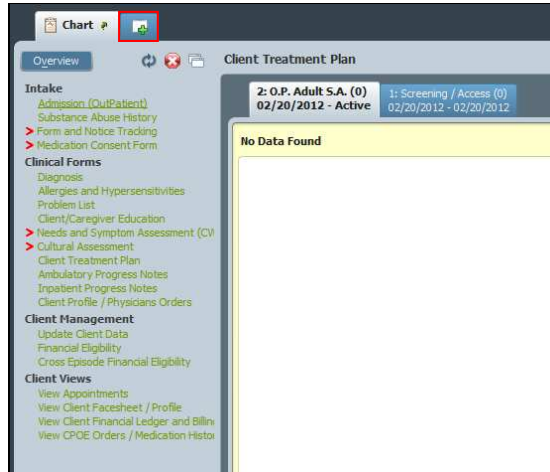 Chart
Overview
Client Treatment Plan
Intake
Admission (OutPatient)
Substance Abuse History
> Form and Notice Tracking
> Medication Consent Form
Clinical Forms
Diagnosis
Allergies and Hypersensitivities
Problem List
Client/Caregiver Education
> Needs and Symptom Assessment (CW
> Cultural Assessment
Client Treatment Plan
Ambulatory Progress Notes
Inpatient Progress Notes
Client Profile / Physicians Orders
Client Management
Update Client Data
Financial Eligibility
Cross Episode Financial Eligibility
Client Views
View Appointments
View Client Facesheet / Profile
View Client Financial Ledger and Billin
View CPOE Orders / Medication Histo
2: O.P. Adult S.A. (0)
02/20/2012 - Active
1: Screening / Access (0)
02/20/2012 - 02/20/2012
No Data Found